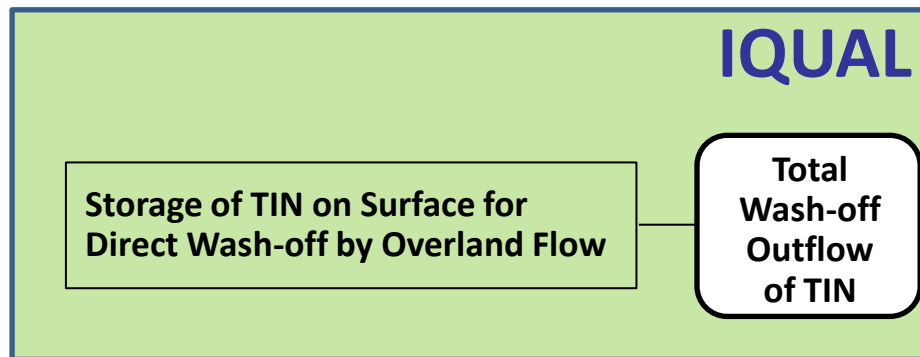 IQUAL
Storage of TIN on Surface for
Direct Wash-off by Overland Flow
Total
Wash-off
Outflow
of TIN